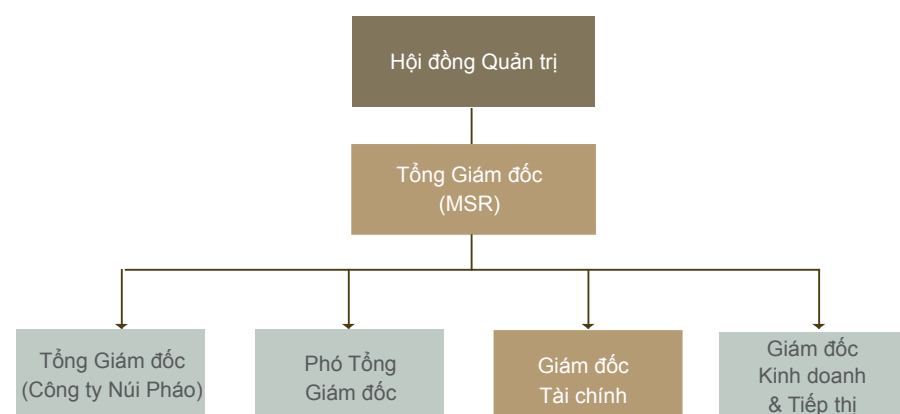 Hội đồng Quản trị
Tổng Giám đốc
(MSR)
Tổng Giám đốc
(Công ty Núi Pháo)
Phó Tổng
Giám đốc
Giám đốc
Tài chính
Giám đốc
Kinh doanh
& Tiếp thị